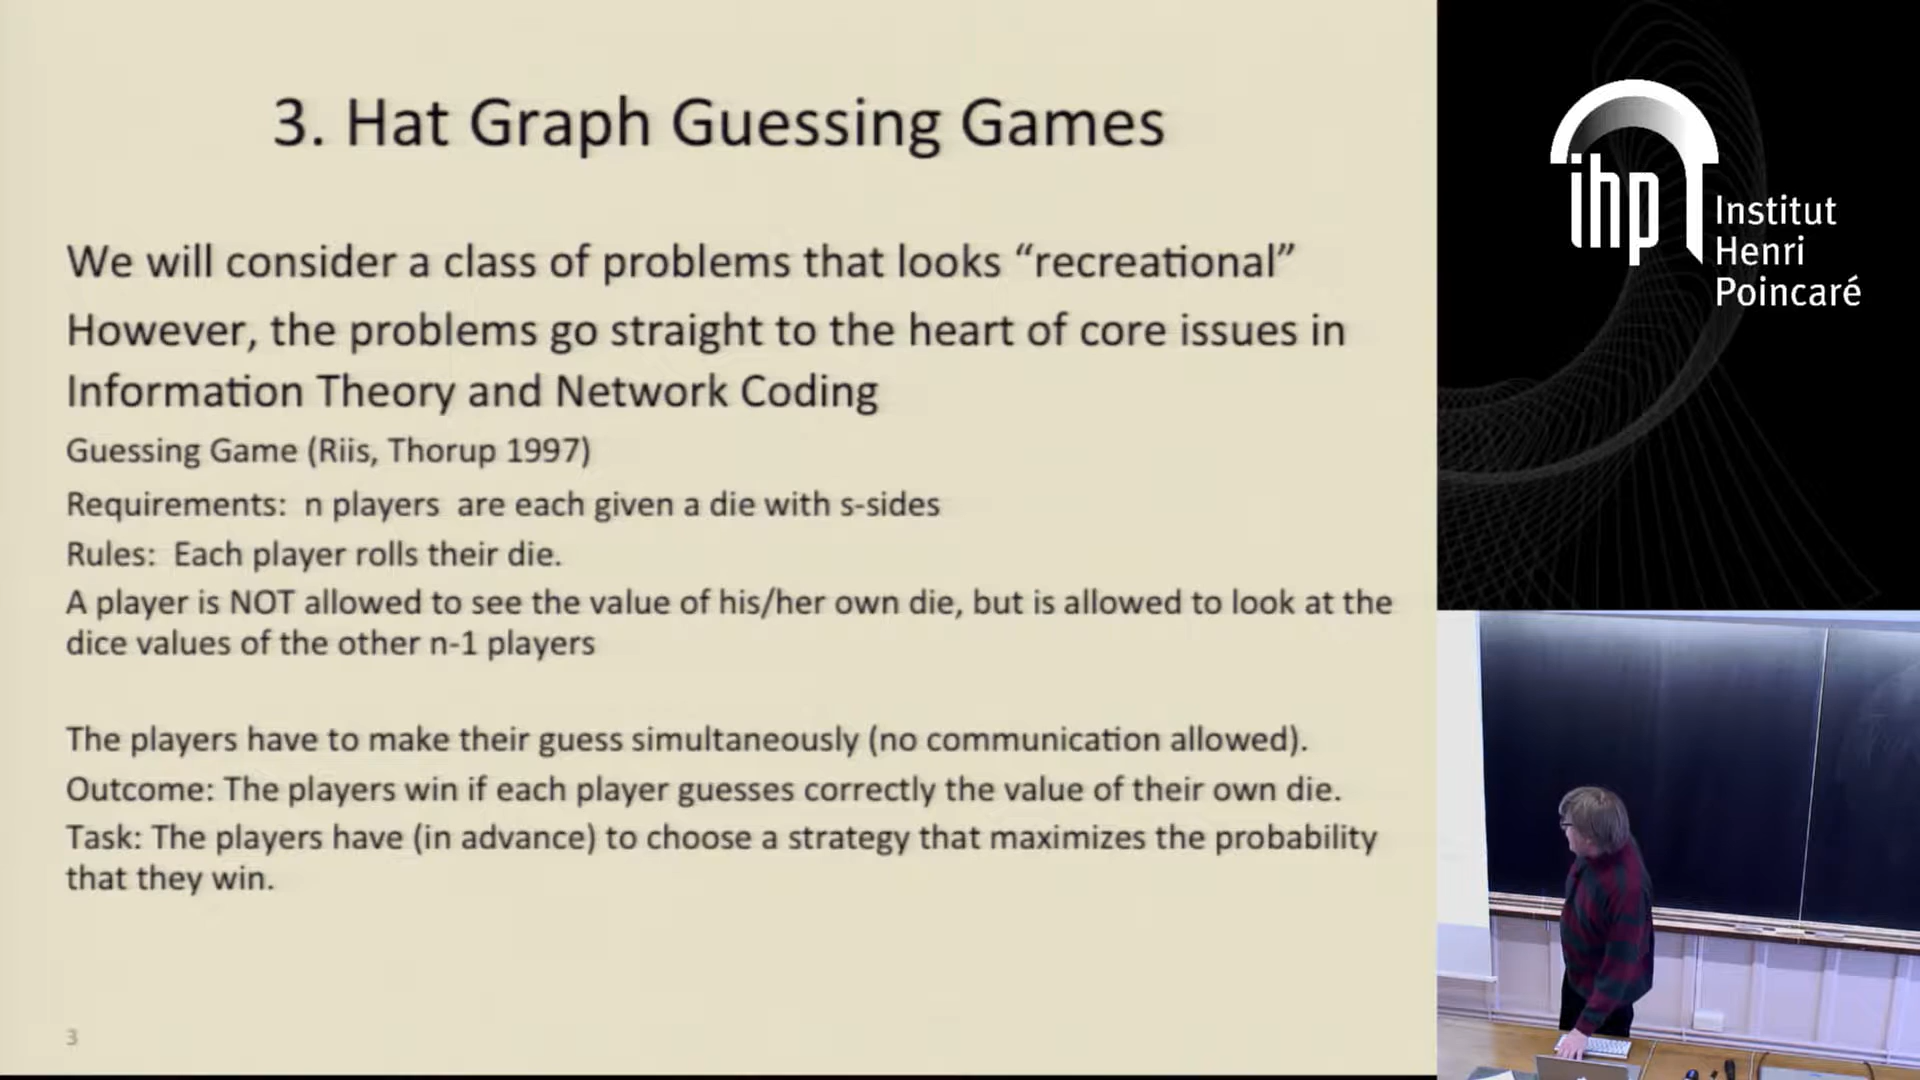 3. Hat Graph Guessing Games
We will consider a class of problems that looks “recreational”
However, the problems go straight to the heart of core issues in
Information Theory and Network Coding
Guessing Game (Riis, Thorup 1997)
Requirements:  n players  are each given a die with s-sides
Rules:  Each player rolls their die.
A player is NOT allowed to see the value of his/her own die, but is allowed to look at the
dice values of the other n-1 players
The players have to make their guess simultaneously (no communication allowed).
Outcome: The players win if each player guesses correctly the value of their own die.
Task: The players have (in advance) to choose a strategy that maximizes the probability
that they win.
3
ihp
Institut
Henri
Poincaré